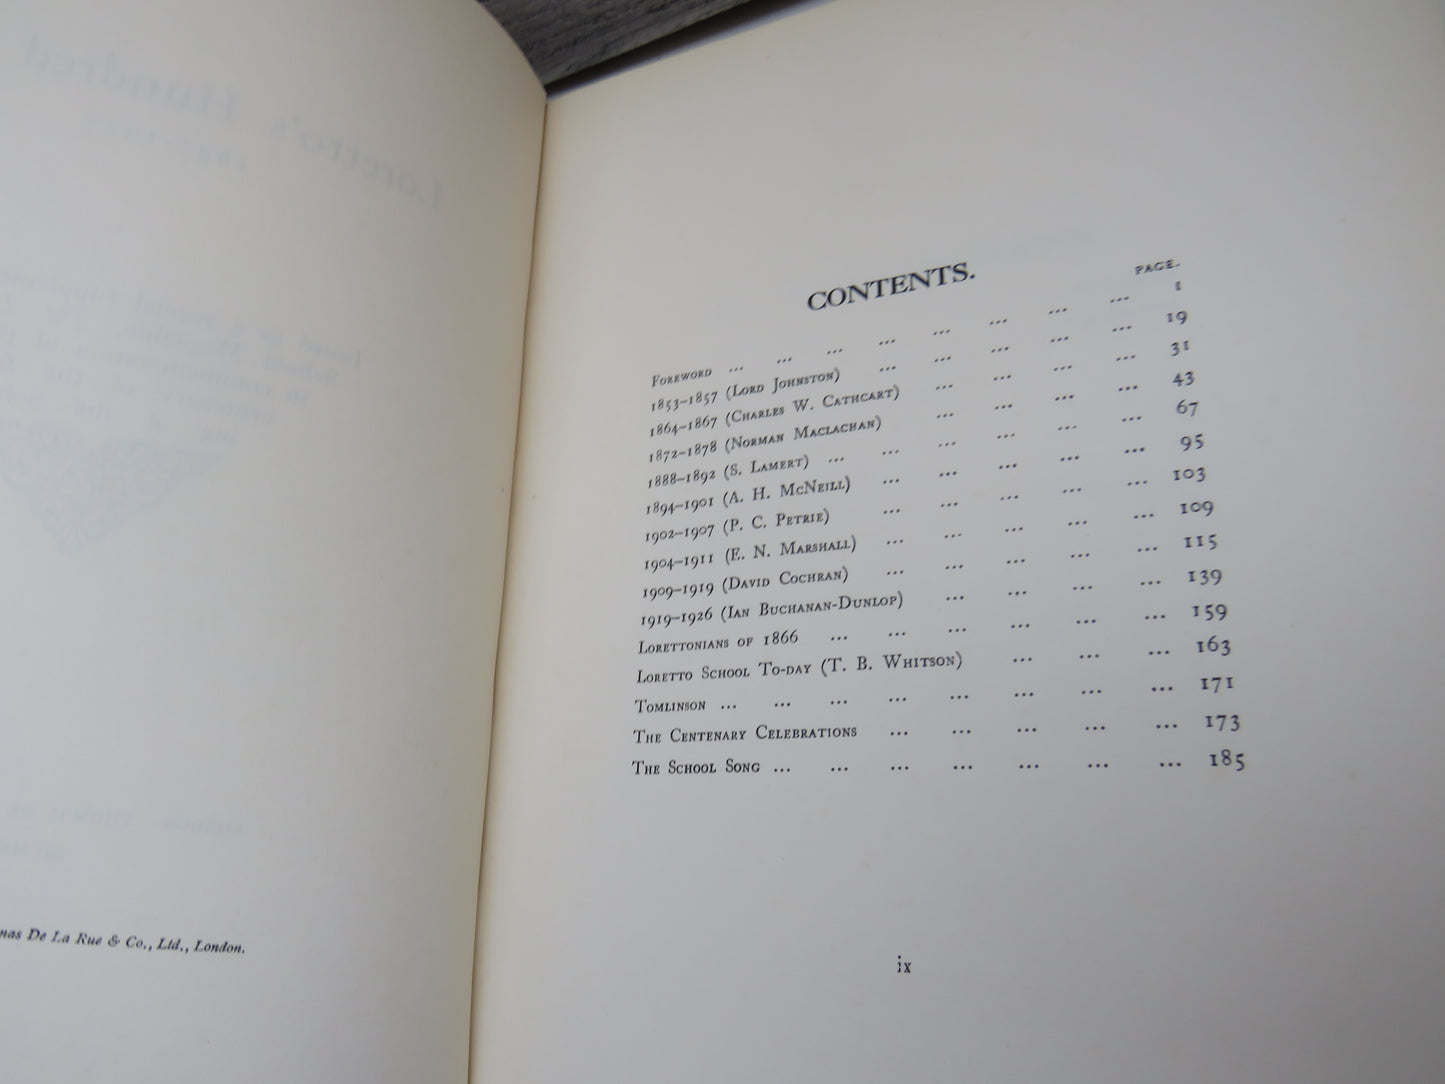 De La Rue & Co., Ltd., London.
CONTENTS.
PAGE.
FOREWORD ... ... ... ... ... ... ... ... 1
1853–1857 (LORD JOHNSTON) ... ... ... ... ... 19
1864–1867 (CHARLES W. CATHCART) ... ... ... ... 31
1872–1878 (NORMAN MACLACHAN) ... ... ... ... 43
1888–1892 (S. LAMERT) ... ... ... ... ... ... 67
1894–1901 (A. H. MCNEILL) ... ... ... ... ... 95
1902–1907 (P. C. PETRIE) ... ... ... ... ... 103
1904–1911 (E. N. MARSHALL) ... ... ... ... ... 109
1909–1919 (DAVID COCHRAN) ... ... ... ... ... 115
1919–1926 (IAN BUCHANAN-DUNLOP) ... ... ... ... 139
LORETTONIANS OF 1866 ... ... ... ... ... ... 159
LORETTO SCHOOL TO-DAY (T. B. WHITSON) ... ... ... 163
TOMLINSON ... ... ... ... ... ... ... ... 171
THE CENTENARY CELEBRATIONS ... ... ... ... ... 173
THE SCHOOL SONG ... ... ... ... ... ... ... 185
ix